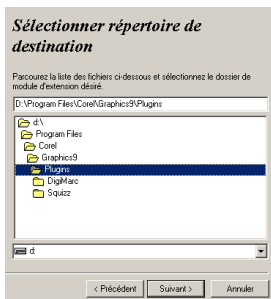 Sélectionner répertoire de
destination
Parcourez la liste des fichiers ci-dessous et sélectionnez le dossier de
module d'extension désiré.
D:\Program Files\Corel\Graphics9\Plugins
d:\
Program Files
Corel
Graphics9
Plugins
DigiMarc
Squizz
d:
< Précédent
Suivant >
Annuler